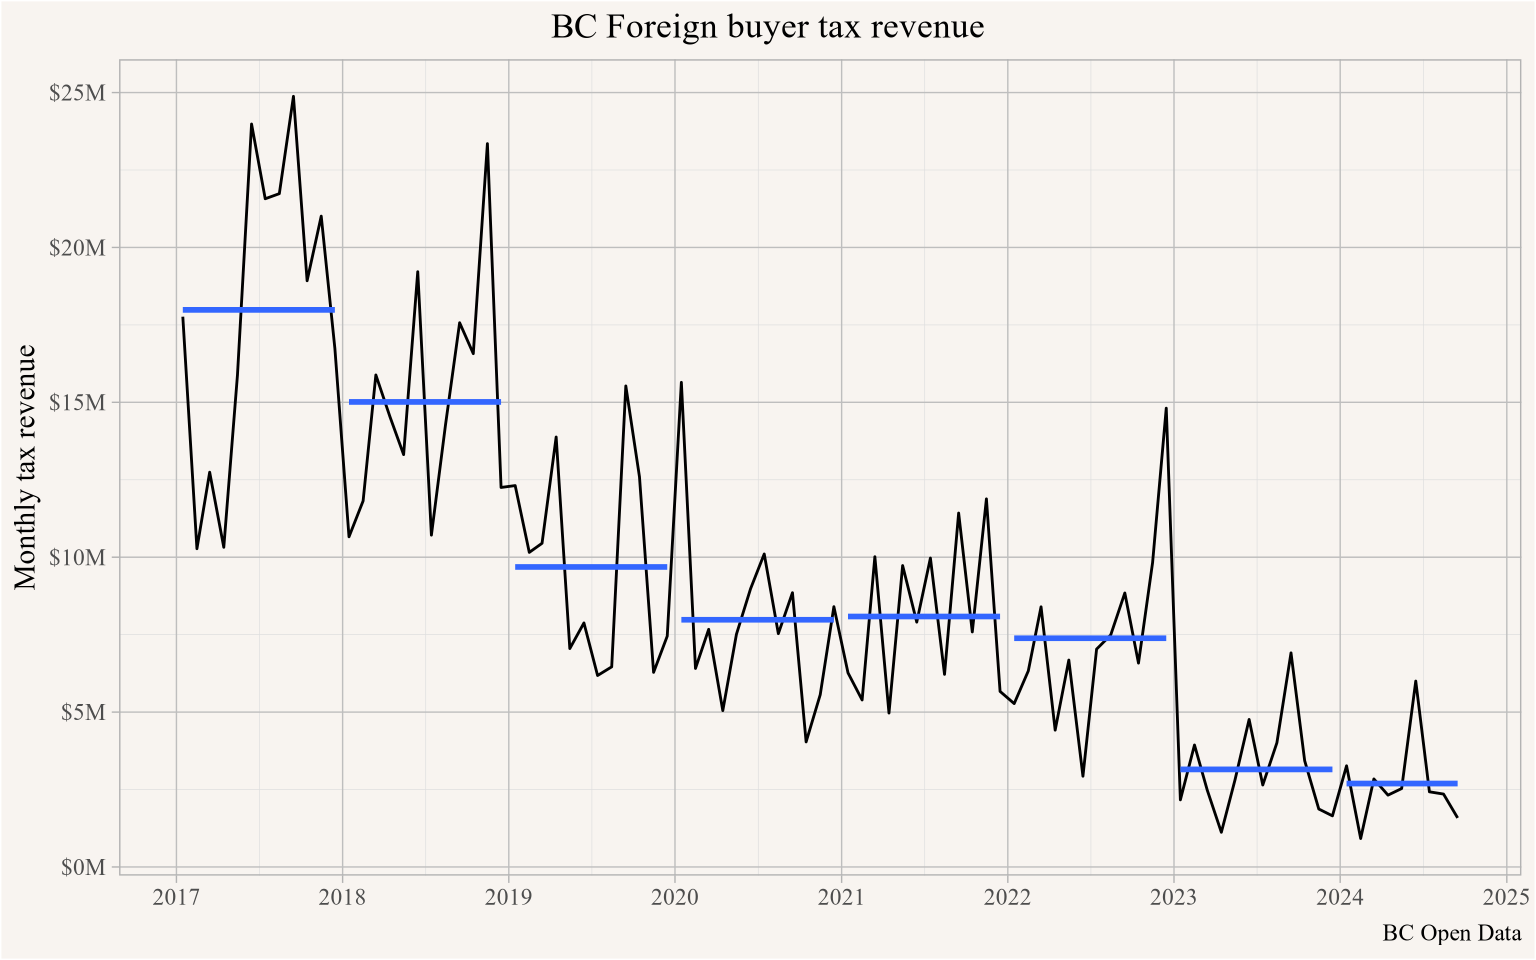 BC Foreign buyer tax revenue
Monthly tax revenue
$25M
$20M
$15M
$10M
$5M
$0M
2017 2018 2019 2020 2021 2022 2023 2024 2025
BC Open Data